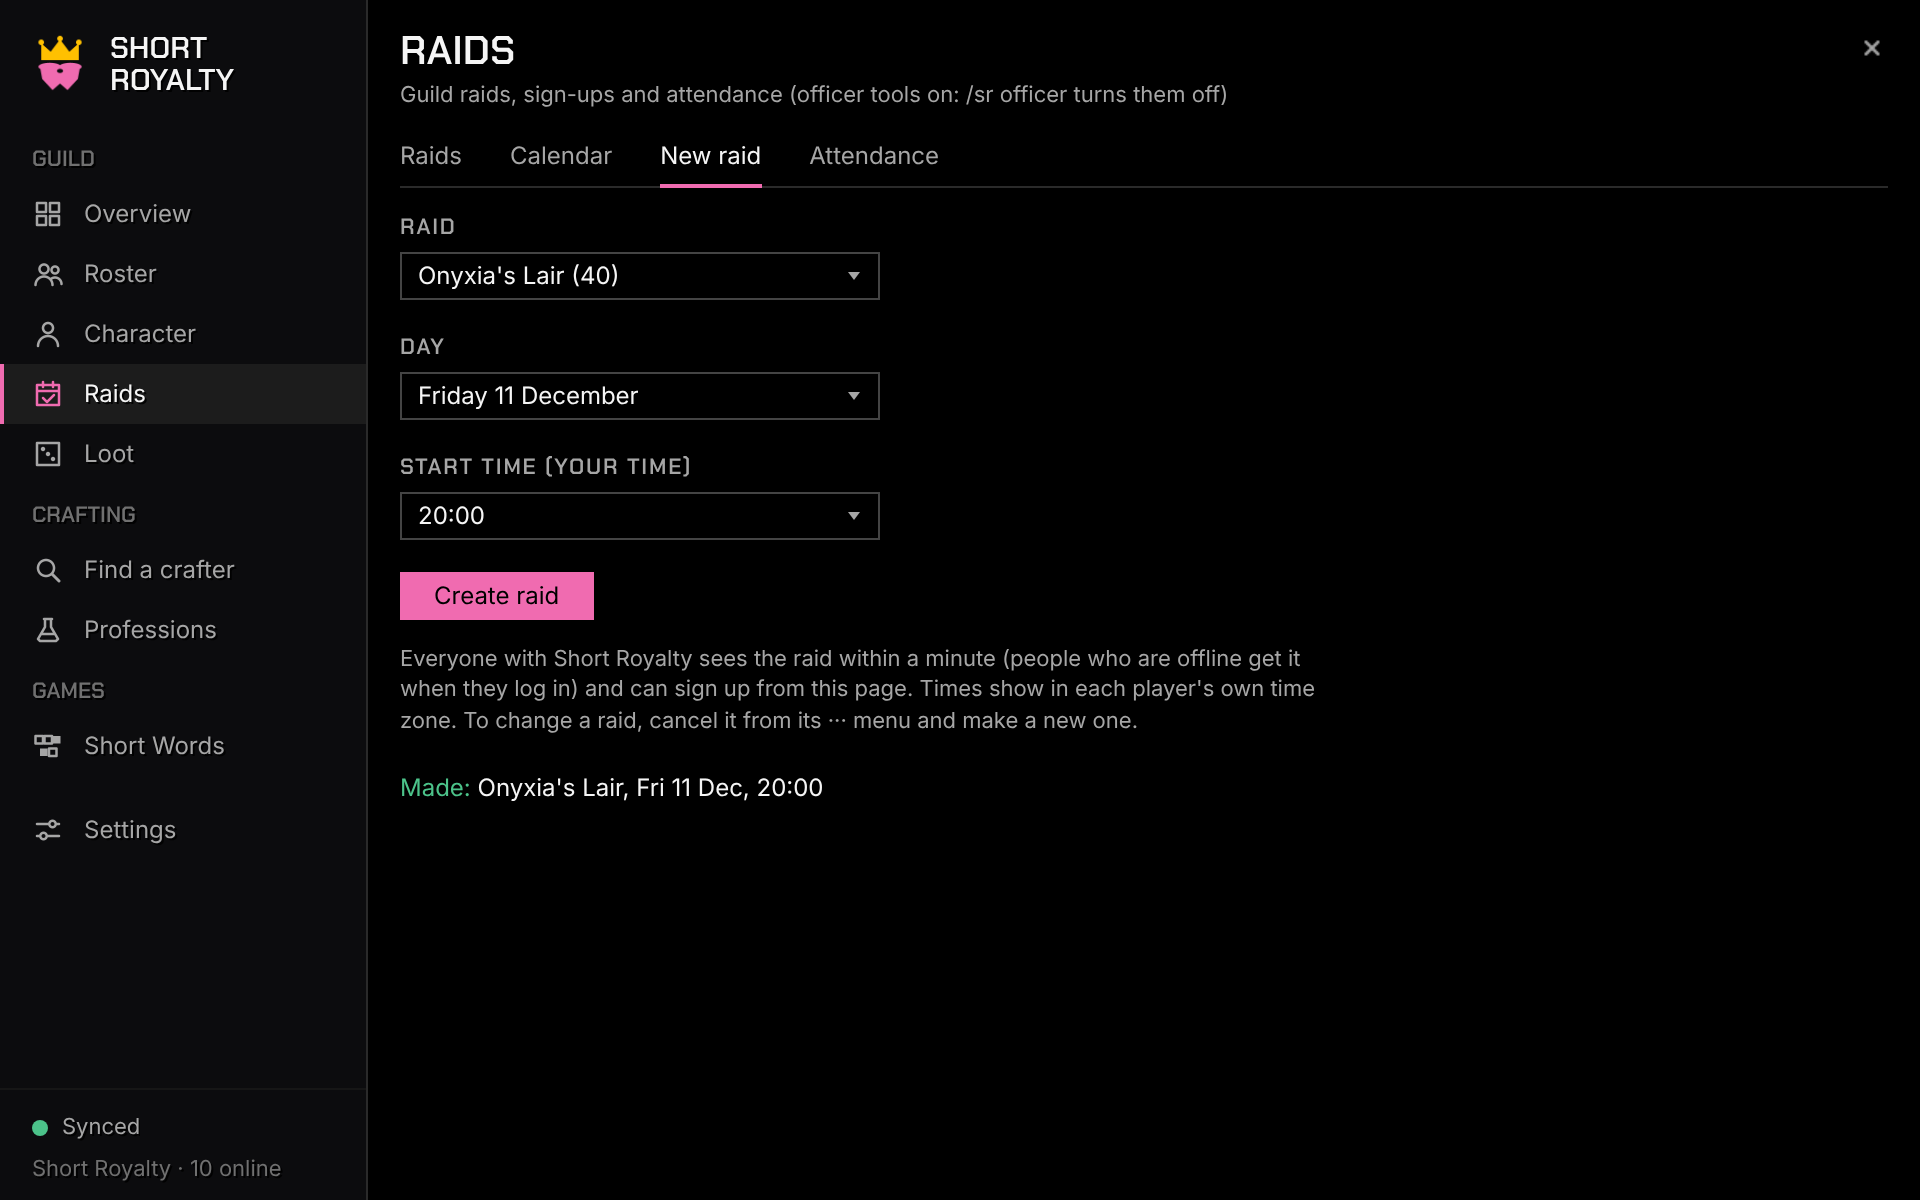 SHORT
ROYALTY
GUILD
Overview
Roster
Character
Raids
Loot
CRAFTING
Find a crafter
Professions
GAMES
Short Words
Settings
Synced
Short Royalty · 10 online
RAIDS
Guild raids, sign-ups and attendance (officer tools on: /sr officer turns them off)
Raids Calendar New raid Attendance
RAID
Onyxia's Lair (40)
DAY
Friday 11 December
START TIME (YOUR TIME)
20:00
Create raid
Everyone with Short Royalty sees the raid within a minute (people who are offline get it
when they log in) and can sign up from this page. Times show in each player's own time
zone. To change a raid, cancel it from its ··· menu and make a new one.
Made: Onyxia's Lair, Fri 11 Dec, 20:00